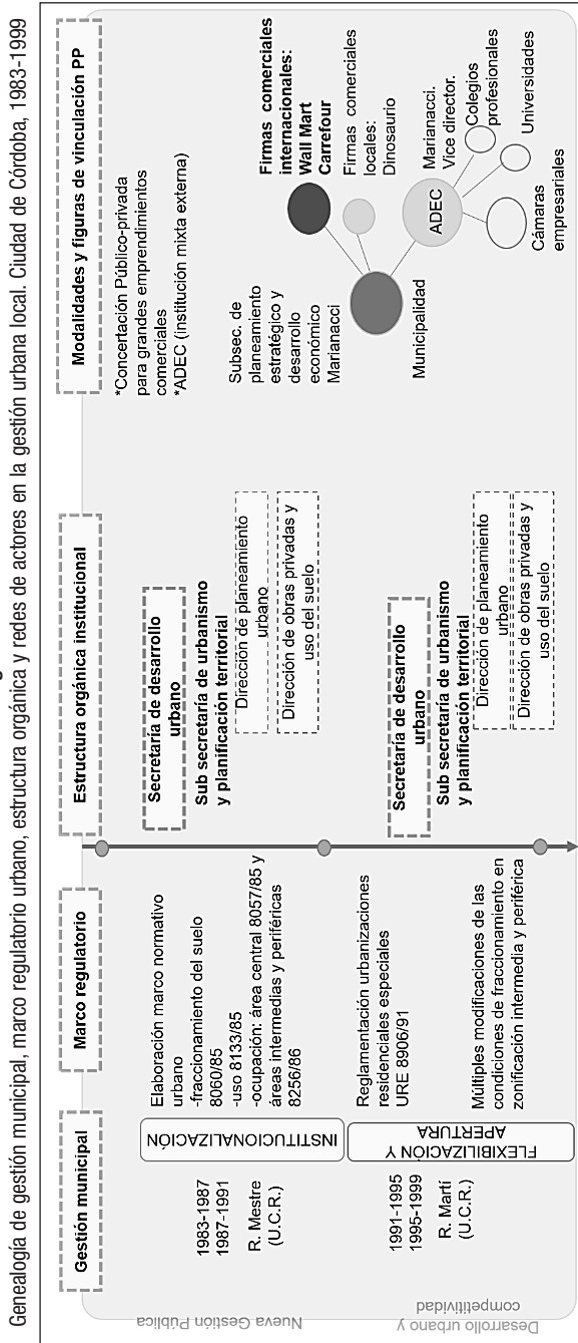 Genealogía de gestión municipal, marco regulatorio urbano, estructura orgánica y redes de actores en la gestión urbana local. Ciudad de Córdoba, 1983-1999
Gestión municipal
Marco regulatorio
Estructura orgánica institucional
Modalidades y figuras de vinculación PP
Nueva Gestión Pública
1983-1987
1987-1991
R. Mestre
(U.C.R.)
INSTITUCIONALIZACIÓN
Elaboración marco normativo
urbano
-fraccionamiento del suelo
8060/85
-uso 8133/85
-ocupación: área central 8057/85 y
áreas intermedias y periféricas
8256/86
Secretaría de desarrollo
urbano
Sub secretaría de urbanismo
y planificación territorial
Dirección de planeamiento
urbano
Dirección de obras privadas y
uso del suelo
*Concertación Público-privada
para grandes emprendimientos
comerciales
*ADEC (institución mixta externa)
Desarrollo urbano y
competitividad
1991-1995
1995-1999
R. Martí
(U.C.R.)
FLEXIBILIZACIÓN Y
APERTURA
Reglamentación urbanizaciones
residenciales especiales
URE 8906/91
Múltiples modificaciones de las
condiciones de fraccionamiento en
zonificación intermedia y periférica
Secretaría de desarrollo
urbano
Sub secretaría de urbanismo
y planificación territorial
Dirección de planeamiento
urbano
Dirección de obras privadas y
uso del suelo
Subsec. de
planeamiento
estratégico y
desarrollo
económico
Marianacci
Municipalidad
Firmas comerciales
internacionales:
Wall Mart
Carrefour
Firmas comerciales
locales:
Dinosaurio
ADEC
Marianacci.
Vice director.
Colegios
profesionales
Universidades
Cámaras
empresariales